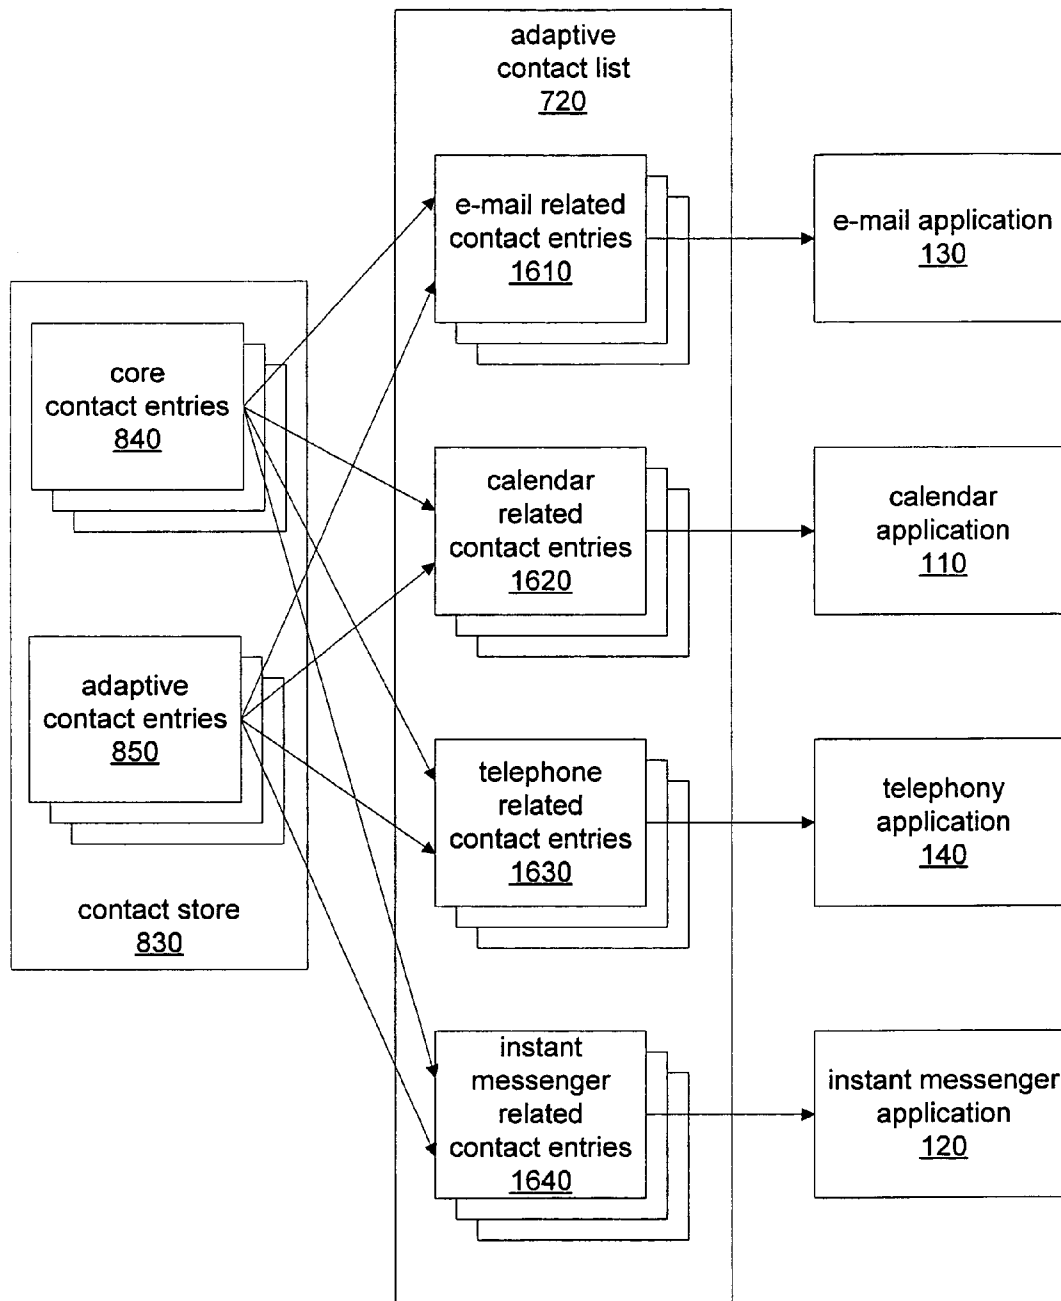 adaptive
contact list
720
e-mail related
contact entries
1610
e-mail application
130
core
contact entries
840
calendar
related
contact entries
1620
calendar
application
110
adaptive
contact entries
850
telephone
related
contact entries
1630
telephony
application
140
contact store
830
instant
messenger
related
contact entries
1640
instant messenger
application
120